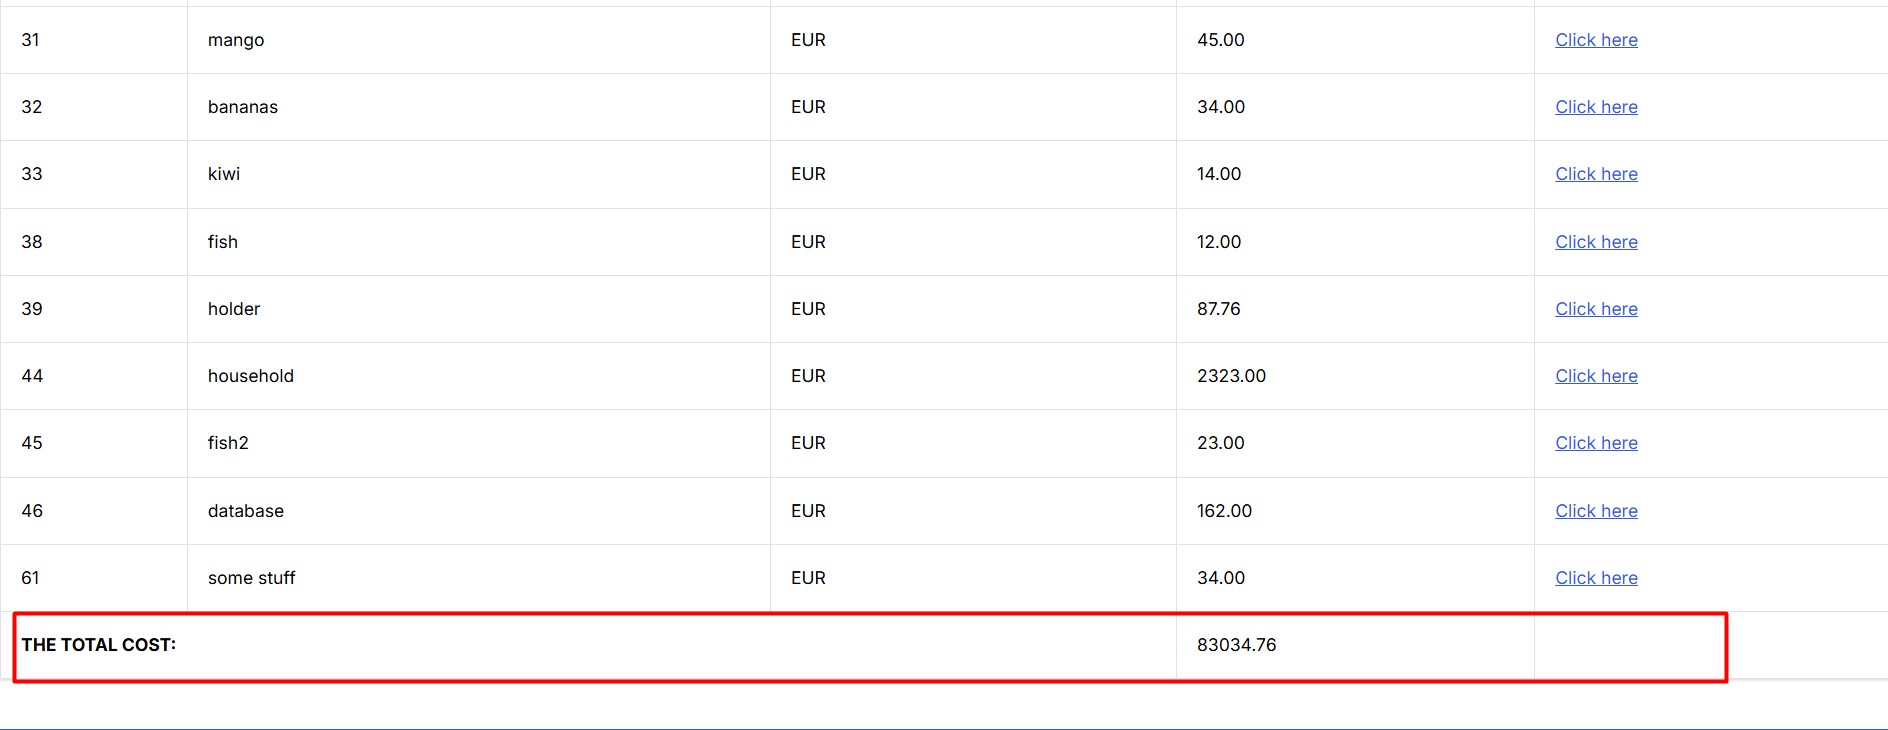 31 mango EUR 45.00 Click here
32 bananas EUR 34.00 Click here
33 kiwi EUR 14.00 Click here
38 fish EUR 12.00 Click here
39 holder EUR 87.76 Click here
44 household EUR 2323.00 Click here
45 fish2 EUR 23.00 Click here
46 database EUR 162.00 Click here
61 some stuff EUR 34.00 Click here
THE TOTAL COST: 83034.76